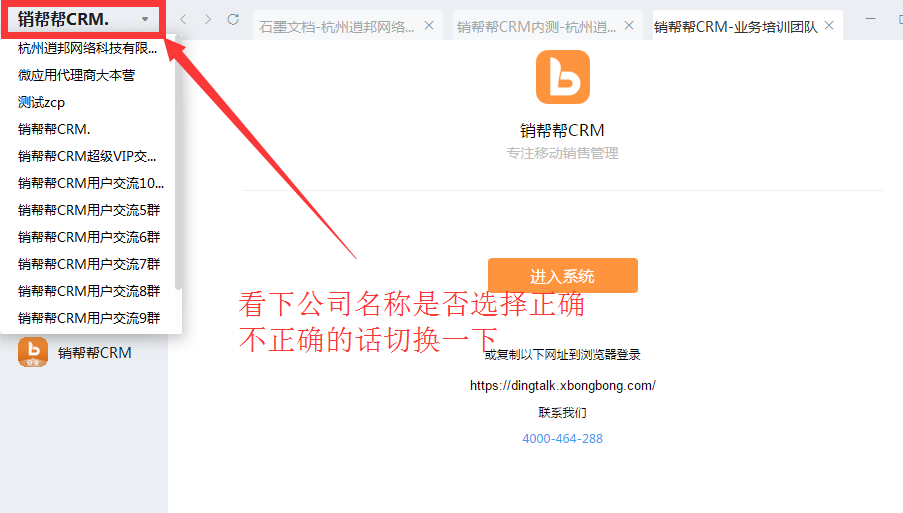 销帮帮CRM.
石墨文档-杭州逍邦网络...
销帮帮CRM内测-杭州逍...
销帮帮CRM-业务培训团队
杭州逍邦网络科技有限...
微应用代理商大本营
测试zcp
销帮帮CRM.
销帮帮CRM超级VIP交...
销帮帮CRM用户交流10...
销帮帮CRM用户交流5群
销帮帮CRM用户交流6群
销帮帮CRM用户交流7群
销帮帮CRM用户交流8群
销帮帮CRM用户交流9群
销帮帮CRM
销帮帮CRM
专注移动销售管理
进入系统
看下公司名称是否选择正确
不正确的话切换一下
或复制以下网址到浏览器登录
https://dingtalk.xbongbong.com/
联系我们
4000-464-288